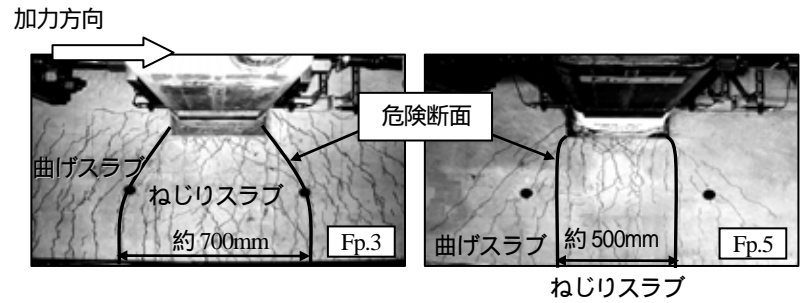 加力方向
危険断面
曲げスラブ
ねじりスラブ
約700mm
Fp.3
曲げスラブ
約500mm
Fp.5
ねじりスラブ